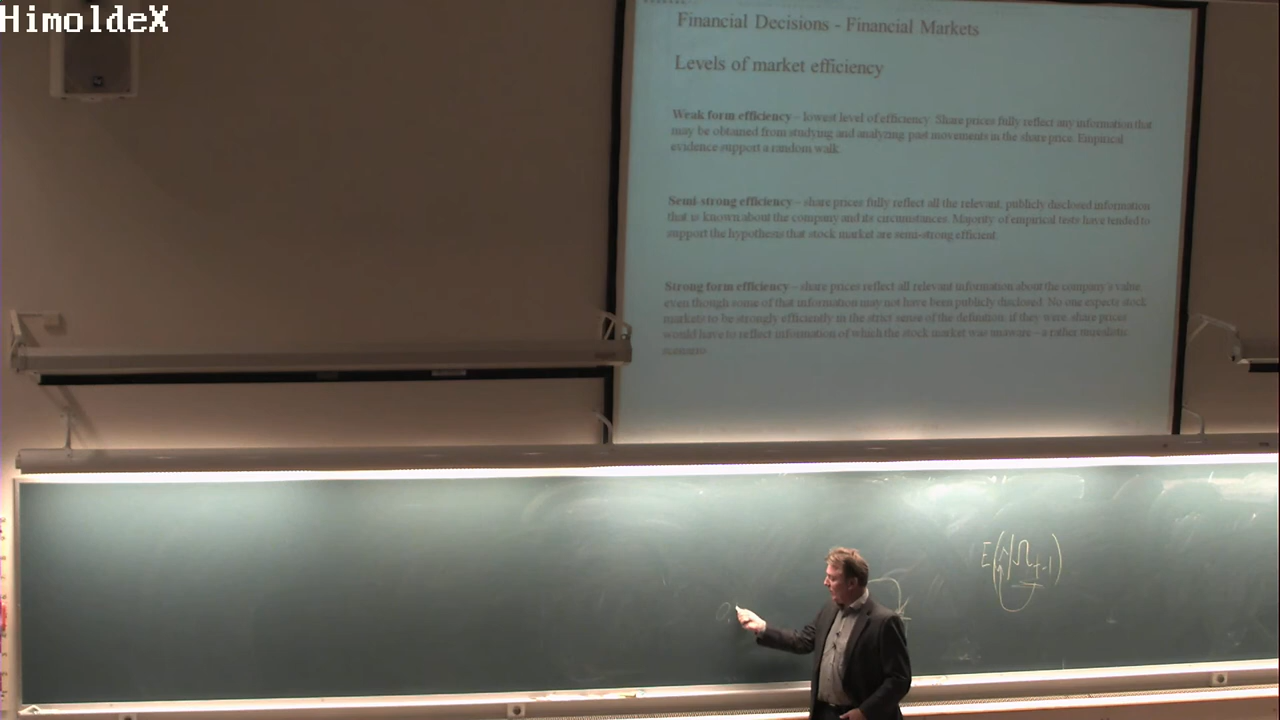 HimoldeX
Financial Decisions - Financial Markets
Levels of market efficiency
Weak form efficiency – lowest level of efficiency. Share prices fully reflect any information that
may be obtained from studying and analyzing past movements in the share price. Empirical
evidence support a random walk.
Semi-strong efficiency – share prices fully reflect all the relevant, publicly disclosed information
that is known about the company and its circumstances. Majority of empirical tests have tended to
support the hypothesis that stock market are semi-strong efficient.
Strong form efficiency – share prices reflect all relevant information about the company's value,
even though some of that information may not have been publicly disclosed. No one expects stock
markets to be strongly efficiently in the strict sense of the definition; if they were, share prices
would have to reflect information of which the stock market was unaware – a rather unrealistic
scenario.